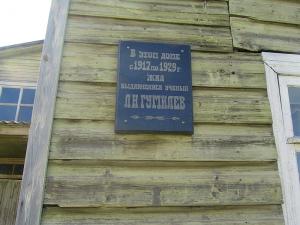 В ЭТОМ ДОМЕ
с 1917 по 1929 г
ЖИЛ
ВЫДАЮЩИЙСЯ УЧЕНЫЙ
Л Н ГУМИЛЕВ